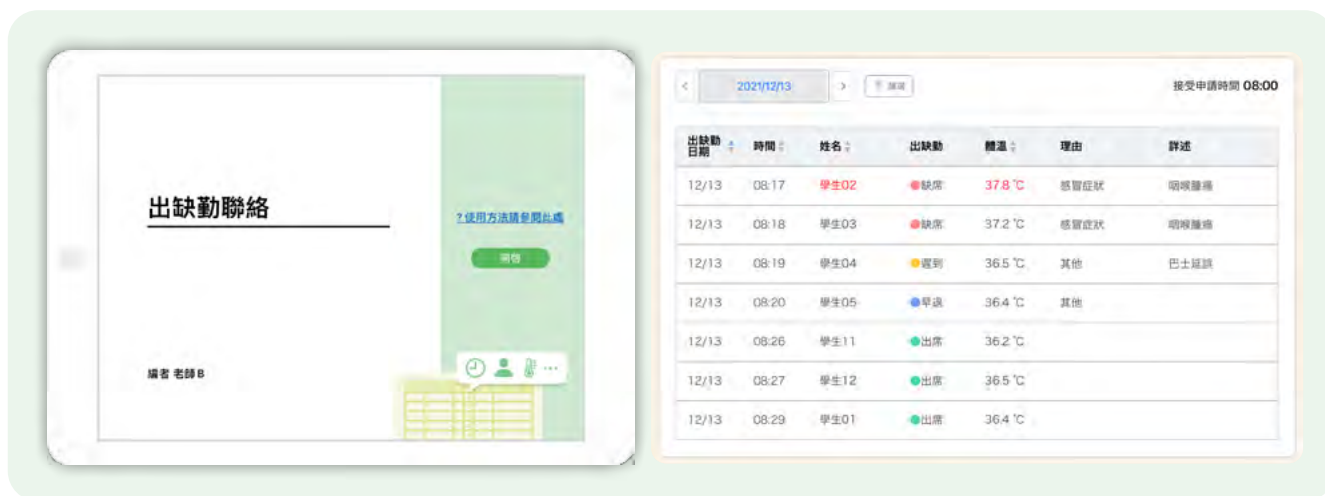 出缺勤聯絡
?使用方法請參閱此處
開啓
編者 老師 B
< 2021/12/13 >
接受申請時間 08:00
出缺勤日期 時間 姓名 出缺勤 體溫 理由 詳述
12/13 08:17 學生02 缺席 37.8 ℃ 感冒症狀 咽喉腫痛
12/13 08:18 學生03 缺席 37.2 ℃ 感冒症狀 咽喉腫痛
12/13 08:19 學生04 遲到 36.5 ℃ 其他 巴士延誤
12/13 08:20 學生05 早退 36.4 ℃ 其他
12/13 08:26 學生11 出席 36.2 ℃
12/13 08:27 學生12 出席 36.5 ℃
12/13 08:29 學生01 出席 36.4 ℃